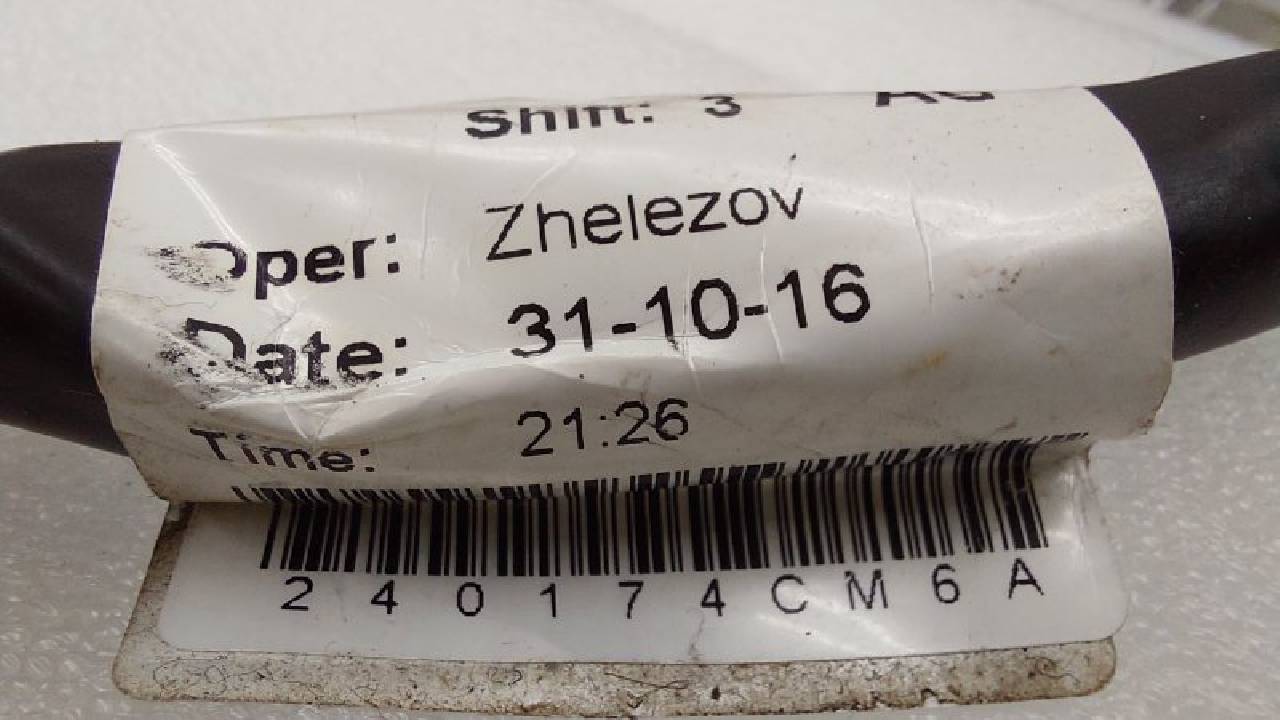 Shift: 3
Oper: Zhelezov
Date: 31-10-16
Time: 21:26
240174CM6A